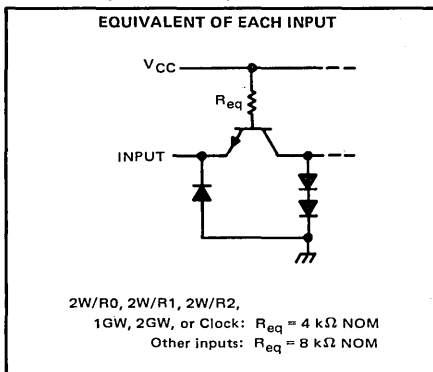 EQUIVALENT OF EACH INPUT
VCC
Req
INPUT
2W/R0, 2W/R1, 2W/R2,
1GW, 2GW, or Clock: Req = 4 kΩ NOM
Other inputs: Req = 8 kΩ NOM